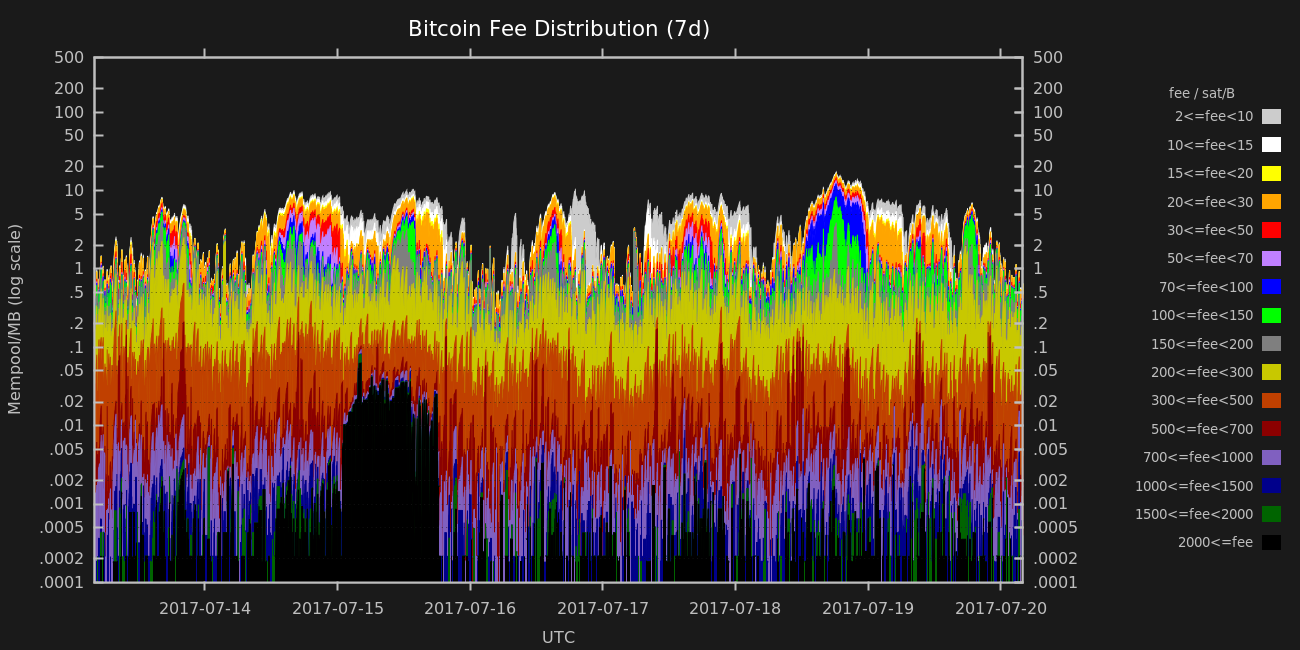 Bitcoin Fee Distribution (7d)
Mempool/MB (log scale)
500
200
100
50
20
10
5
2
1
.5
.2
.1
.05
.02
.01
.005
.002
.001
.0005
.0002
.0001
500
200
100
50
20
10
5
2
1
.5
.2
.1
.05
.02
.01
.005
.002
.001
.0005
.0002
.0001
2017-07-14 2017-07-15 2017-07-16 2017-07-17 2017-07-18 2017-07-19 2017-07-20
UTC
fee / sat/B
2<=fee<10
10<=fee<15
15<=fee<20
20<=fee<30
30<=fee<50
50<=fee<70
70<=fee<100
100<=fee<150
150<=fee<200
200<=fee<300
300<=fee<500
500<=fee<700
700<=fee<1000
1000<=fee<1500
1500<=fee<2000
2000<=fee